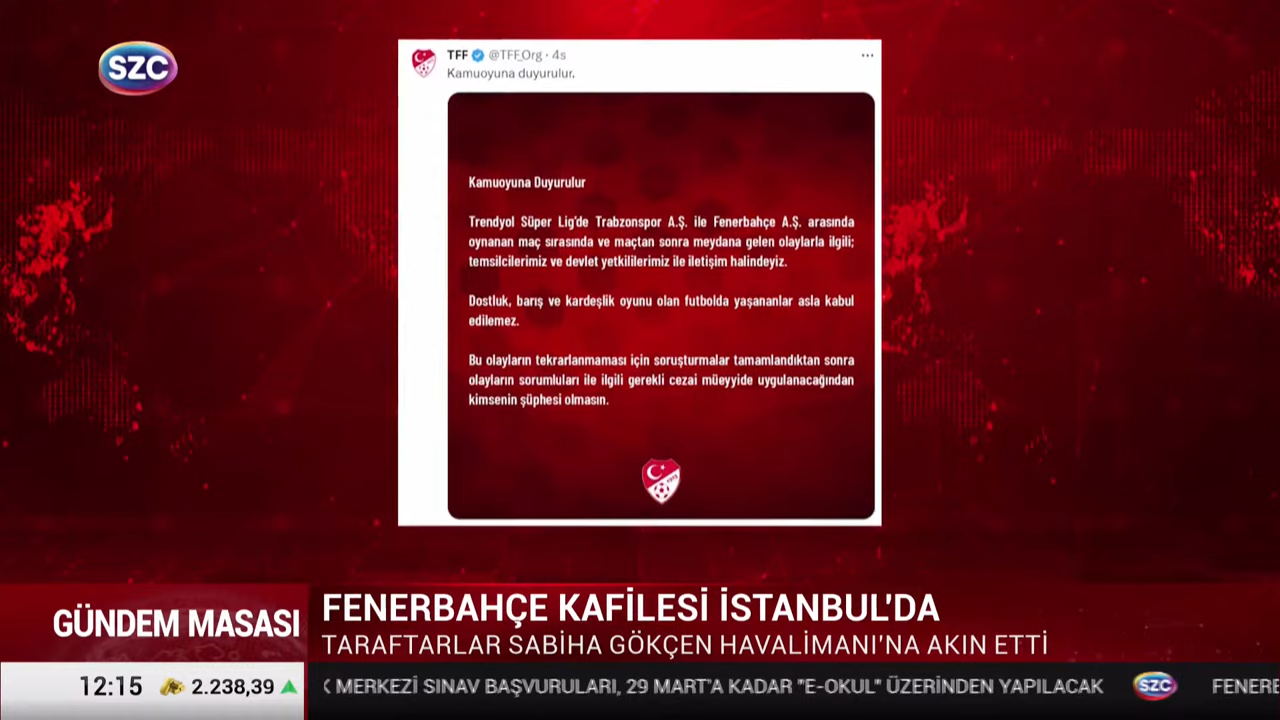 SZC
TFF @TFF_Org · 4s
Kamuoyuna duyurulur.
Kamuoyuna Duyurulur
Trendyol Süper Lig'de Trabzonspor A.Ş. ile Fenerbahçe A.Ş. arasında
oynanan maç sırasında ve maçtan sonra meydana gelen olaylarla ilgili;
temsilcilerimiz ve devlet yetkililerimiz ile iletişim halindeyiz.
Dostluk, barış ve kardeşlik oyunu olan futbolda yaşananlar asla kabul
edilemez.
Bu olayların tekrarlanmaması için soruşturmalar tamamlandıktan sonra
olayların sorumluları ile ilgili gerekli cezai müeyyide uygulanacağından
kimsenin şüphesi olmasın.
GÜNDEM MASASI
FENERBAHÇE KAFİLESİ İSTANBUL'DA
TARAFTARLAR SABİHA GÖKÇEN HAVALİMANI'NA AKIN ETTİ
12:15 2.238,39
MERKEZİ SINAV BAŞVURULARI, 29 MART'A KADAR "E-OKUL" ÜZERİNDEN YAPILACAK SZC